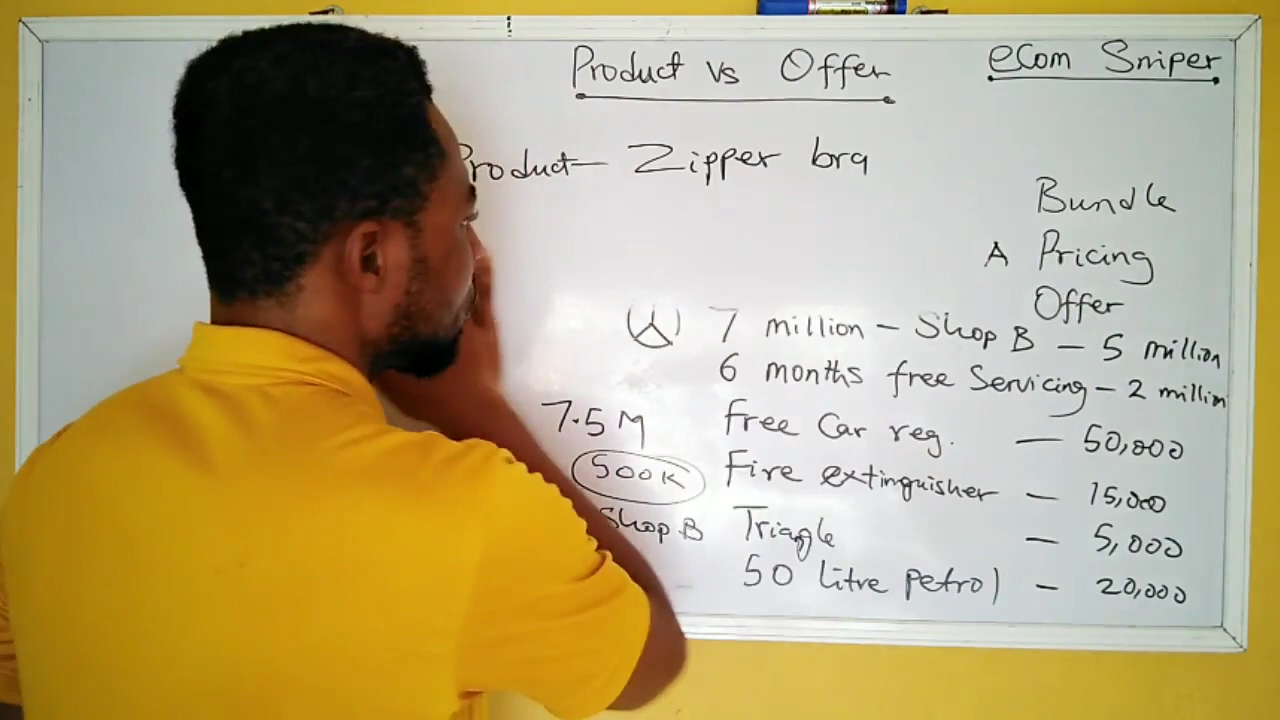 Product vs Offer
eCom Sniper
Product - Zipper bra
Bundle
A Pricing
Offer
7 million - Shop B - 5 million
6 months free Servicing - 2 million
7.5 M
free Car reg. - 50,000
500K
Fire extinguisher - 15,000
Shop B
Triagle - 5,000
50 litre petrol - 20,000